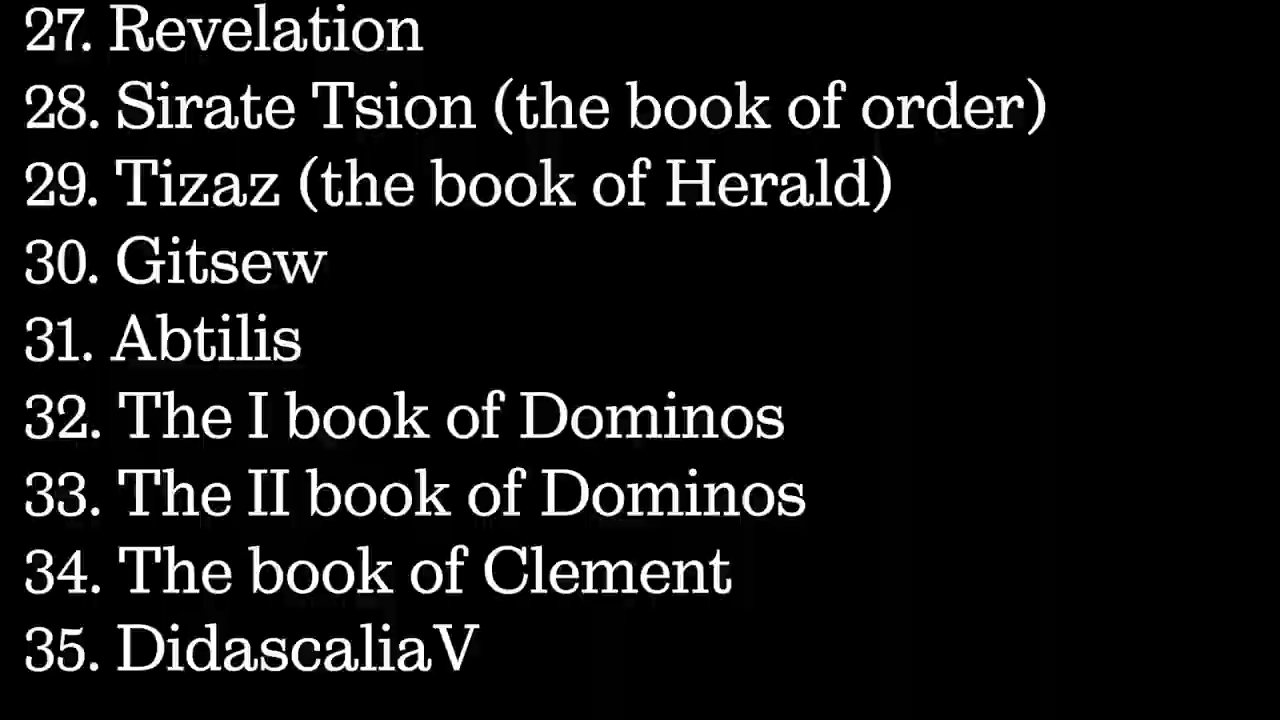 27. Revelation
28. Sirate Tsion (the book of order)
29. Tizaz (the book of Herald)
30. Gitsew
31. Abtilis
32. The I book of Dominos
33. The II book of Dominos
34. The book of Clement
35. DidascaliaV